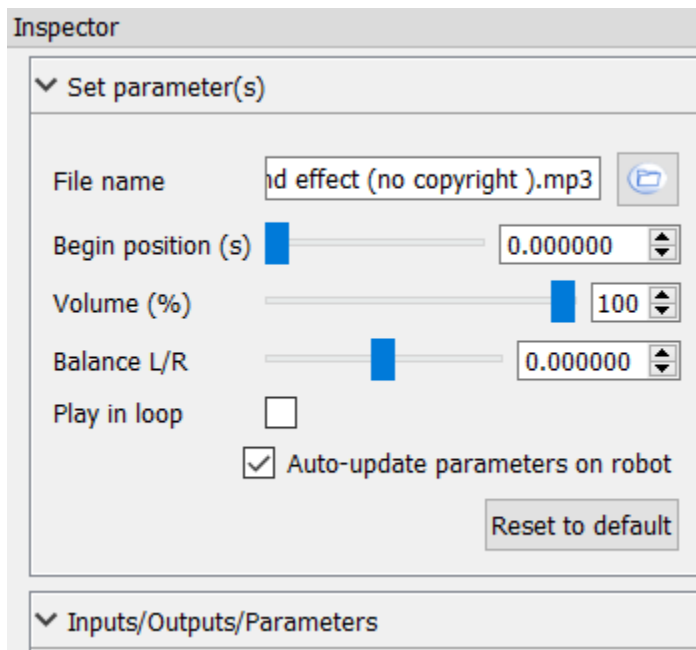 Inspector
Set parameter(s)
File name nd effect (no copyright ).mp3
Begin position (s) 0.000000
Volume (%) 100
Balance L/R 0.000000
Play in loop
Auto-update parameters on robot
Reset to default
Inputs/Outputs/Parameters